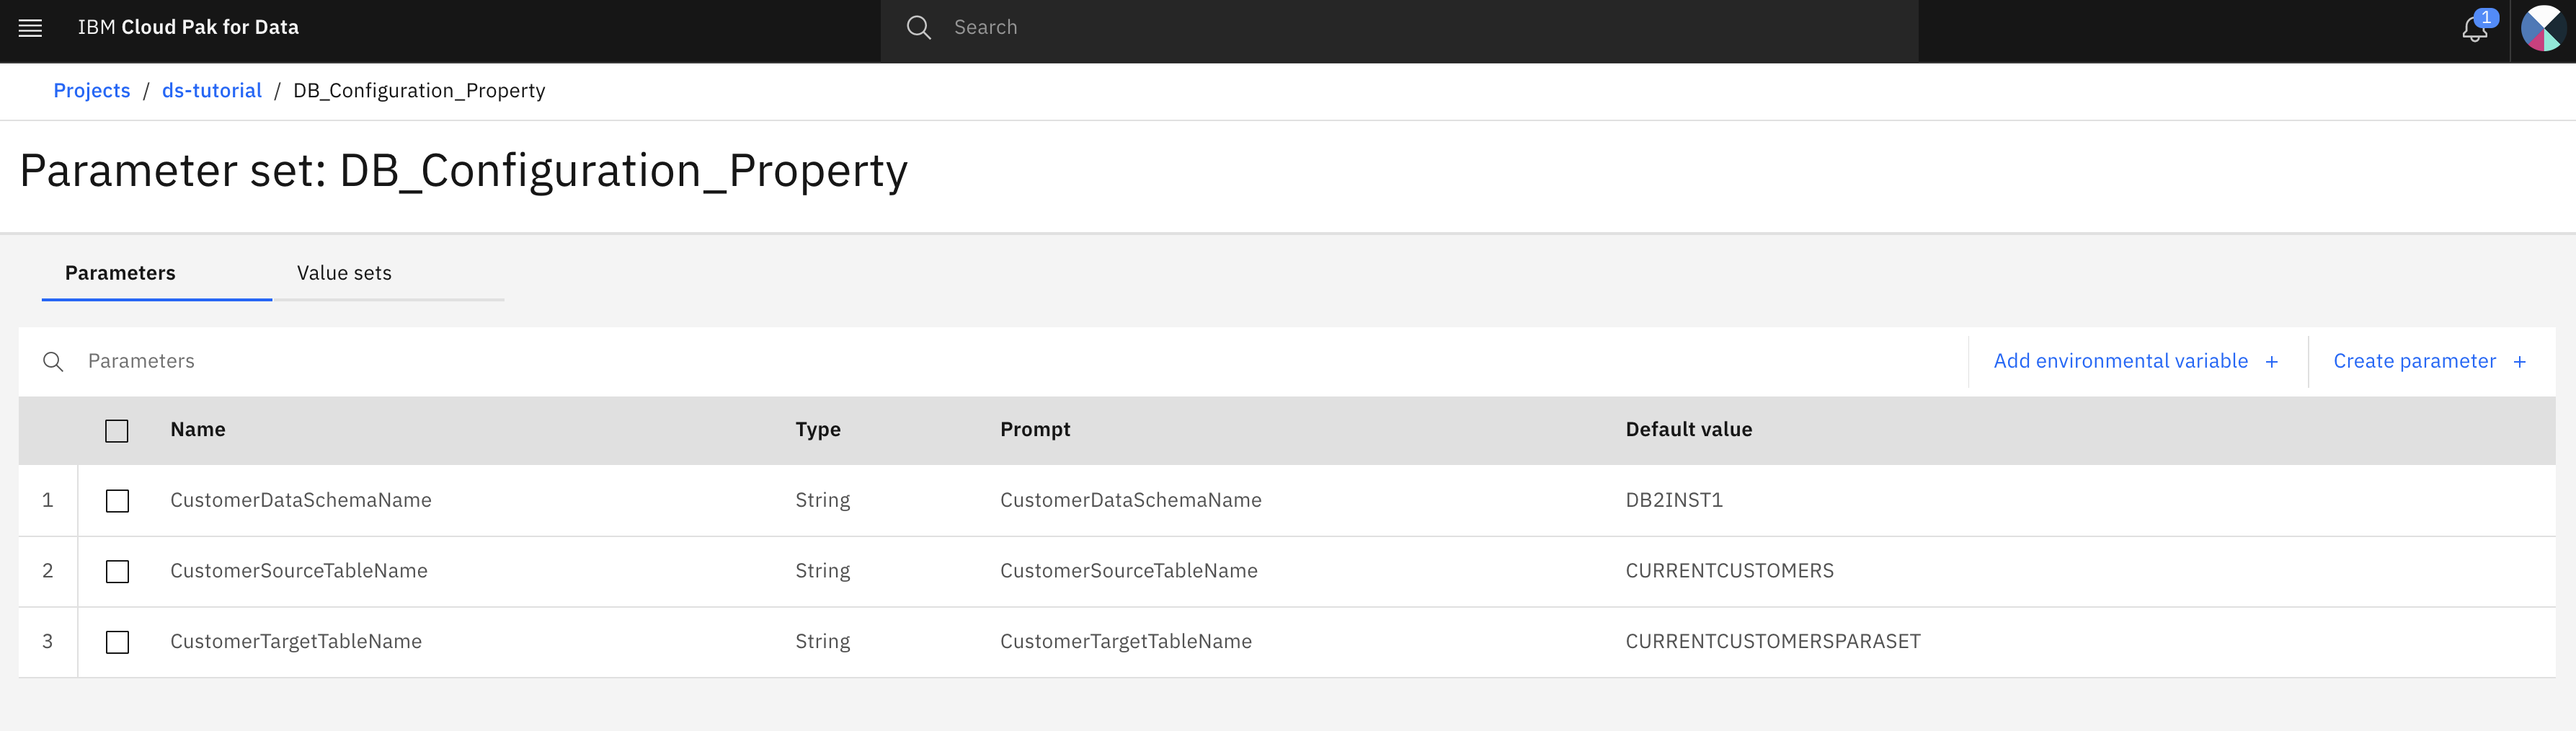 IBM Cloud Pak for Data Search 1
Projects / ds-tutorial / DB_Configuration_Property
Parameter set: DB_Configuration_Property
Parameters Value sets
Parameters Add environmental variable + Create parameter +
Name Type Prompt Default value
1 CustomerDataSchemaName String CustomerDataSchemaName DB2INST1
2 CustomerSourceTableName String CustomerSourceTableName CURRENTCUSTOMERS
3 CustomerTargetTableName String CustomerTargetTableName CURRENTCUSTOMERSPARASET